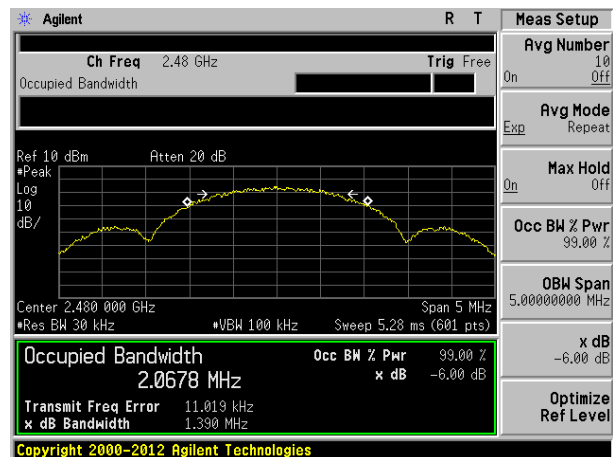 Agilent R T
Ch Freq 2.48 GHz Trig Free
Occupied Bandwidth
Ref 10 dBm Atten 20 dB
#Peak
Log
10
dB/
Center 2.480 000 GHz Span 5 MHz
#Res BW 30 kHz #VBW 100 kHz Sweep 5.28 ms (601 pts)
Occupied Bandwidth Occ BW % Pwr 99.00 %
2.0678 MHz x dB -6.00 dB
Transmit Freq Error 11.019 kHz
x dB Bandwidth 1.390 MHz
Copyright 2000-2012 Agilent Technologies
Meas Setup
Avg Number
10
On Off
Avg Mode
Exp Repeat
Max Hold
On Off
Occ BW % Pwr
99.00 %
OBW Span
5.00000000 MHz
x dB
-6.00 dB
Optimize
Ref Level